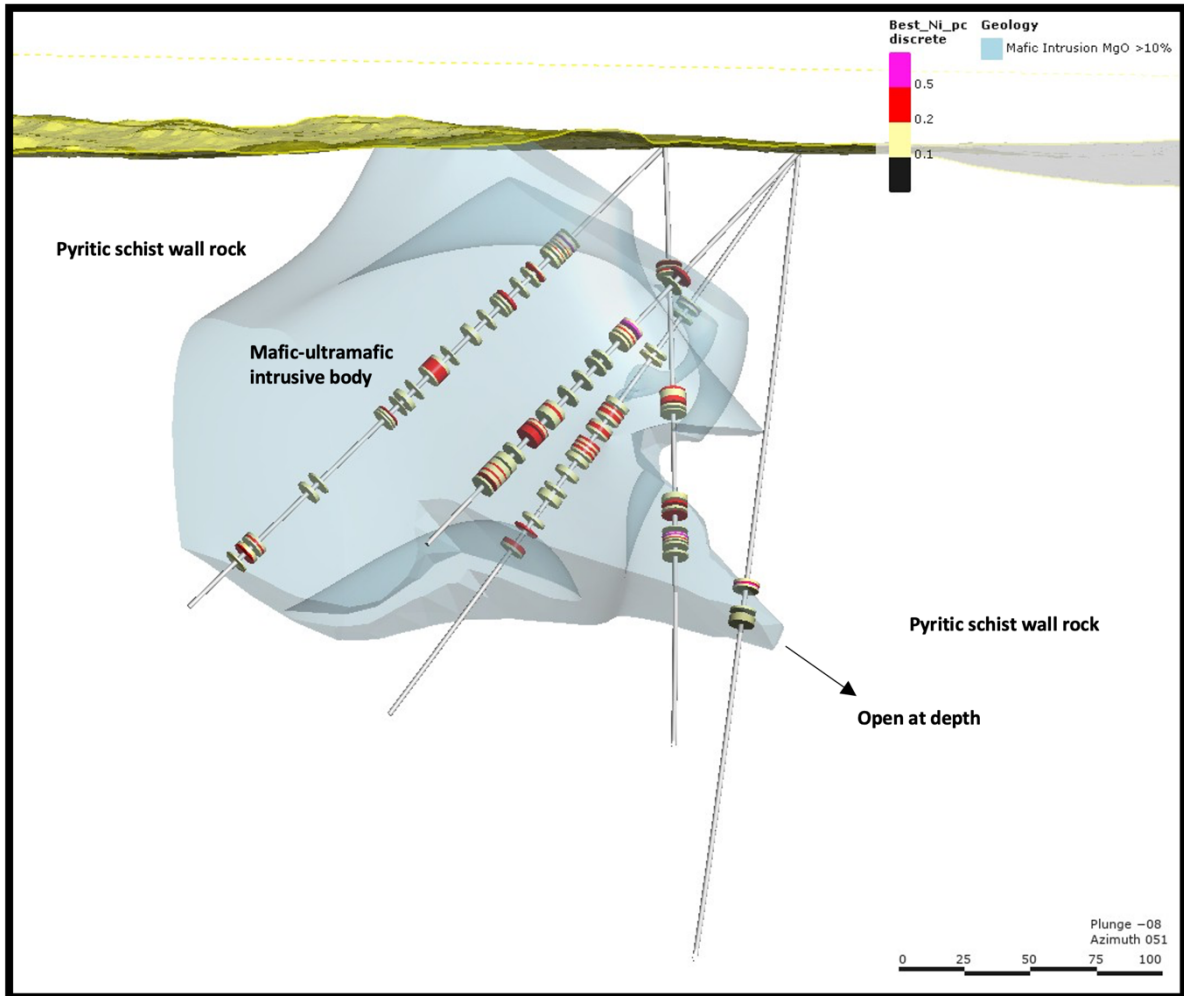 Best_Ni_pc
discrete
0.5
0.2
0.1
Geology
Mafic Intrusion MgO >10%
Pyritic schist wall rock
Mafic-ultramafic
intrusive body
Pyritic schist wall rock
Open at depth
Plunge −08
Azimuth 051
0 25 50 75 100